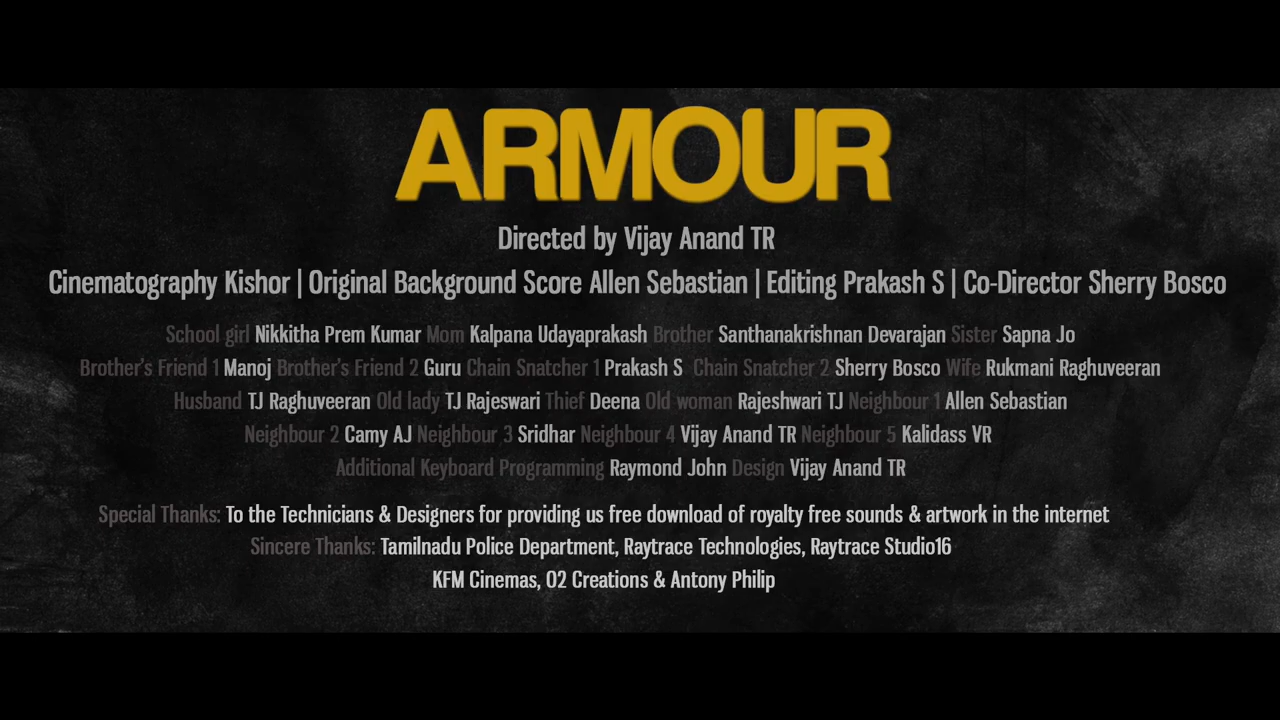 ARMOUR
Directed by Vijay Anand TR
Cinematography Kishor | Original Background Score Allen Sebastian | Editing Prakash S | Co-Director Sherry Bosco
School girl Nikkitha Prem Kumar Mom Kalpana Udayaprakash Brother Santhanakrishnan Devarajan Sister Sapna Jo
Brother's Friend 1 Manoj Brother's Friend 2 Guru Chain Snatcher 1 Prakash S Chain Snatcher 2 Sherry Bosco Wife Rukmani Raghuveeran
Husband TJ Raghuveeran Old lady TJ Rajeswari Thief Deena Old woman Rajeshwari TJ Neighbour 1 Allen Sebastian
Neighbour 2 Camy AJ Neighbour 3 Sridhar Neighbour 4 Vijay Anand TR Neighbour 5 Kalidass VR
Additional Keyboard Programming Raymond John Design Vijay Anand TR
Special Thanks: To the Technicians & Designers for providing us free download of royalty free sounds & artwork in the internet
Sincere Thanks: Tamilnadu Police Department, Raytrace Technologies, Raytrace Studio16
KFM Cinemas, O2 Creations & Antony Philip